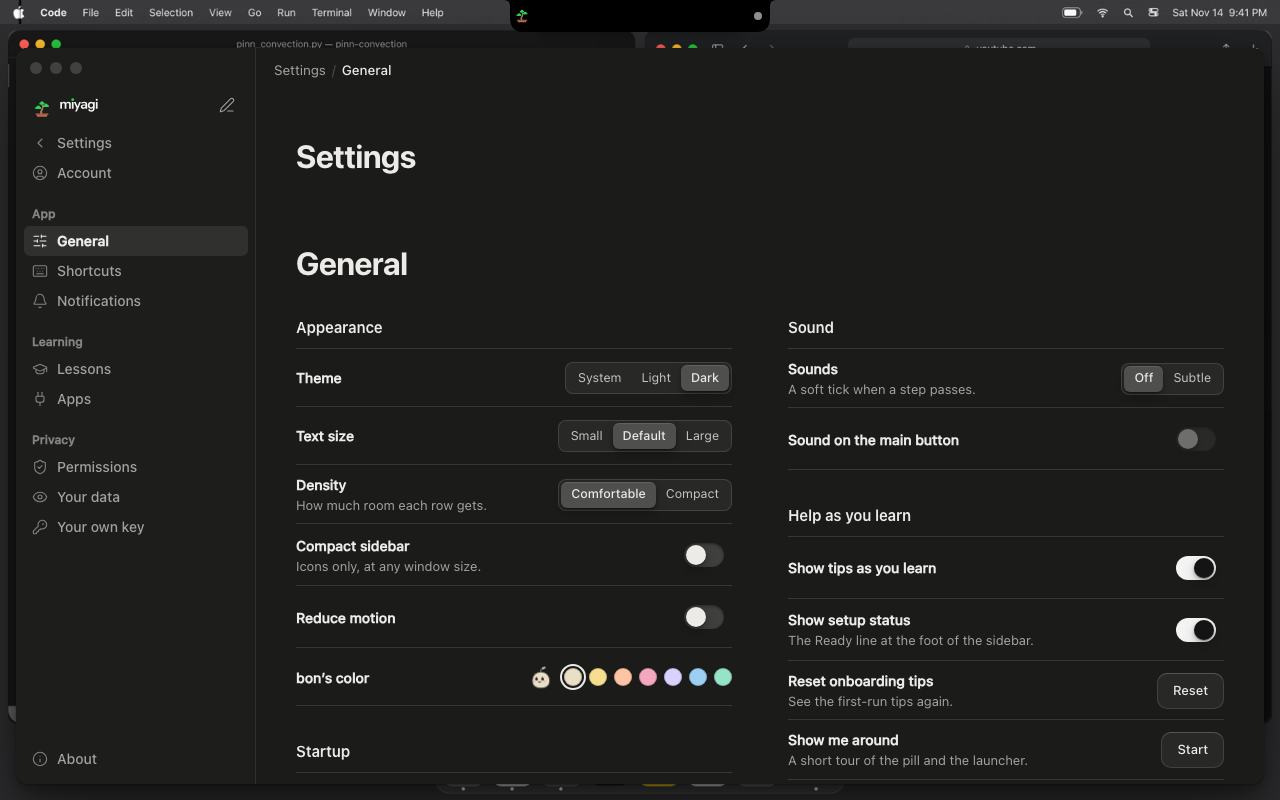 Code File Edit Selection View Go Run Terminal Window Help
Sat Nov 14 9:41 PM
pinn_convection.py — pinn-convection
miyagi
Settings
Account
App
General
Shortcuts
Notifications
Learning
Lessons
Apps
Privacy
Permissions
Your data
Your own key
About
Settings / General
Settings
General
Appearance
Theme
System Light Dark
Text size
Small Default Large
Density
How much room each row gets.
Comfortable Compact
Compact sidebar
Icons only, at any window size.
Reduce motion
bon's color
Startup
Sound
Sounds
A soft tick when a step passes.
Off Subtle
Sound on the main button
Help as you learn
Show tips as you learn
Show setup status
The Ready line at the foot of the sidebar.
Reset onboarding tips
See the first-run tips again.
Reset
Show me around
A short tour of the pill and the launcher.
Start